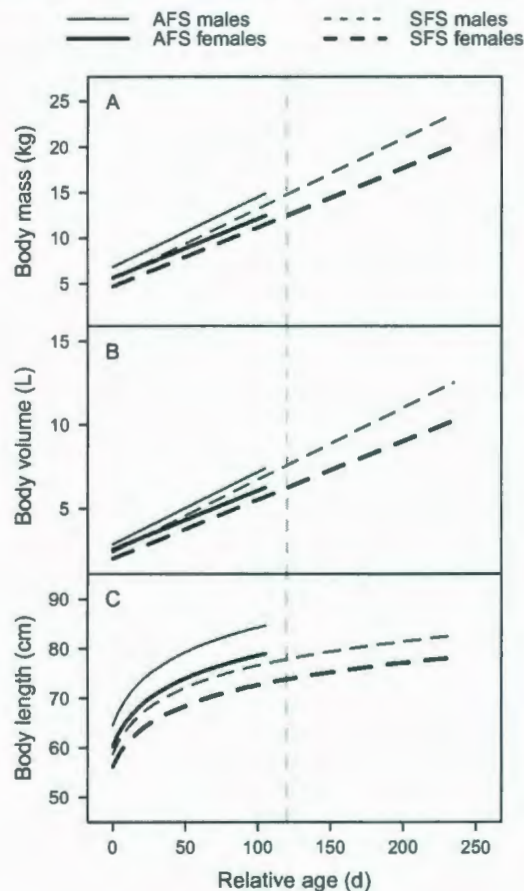 AFS males SFS males
AFS females SFS females
A
Body mass (kg)
25
20
15
10
5
B
Body volume (L)
15
10
5
C
Body length (cm)
90
80
70
60
50
0 50 100 150 200 250
Relative age (d)